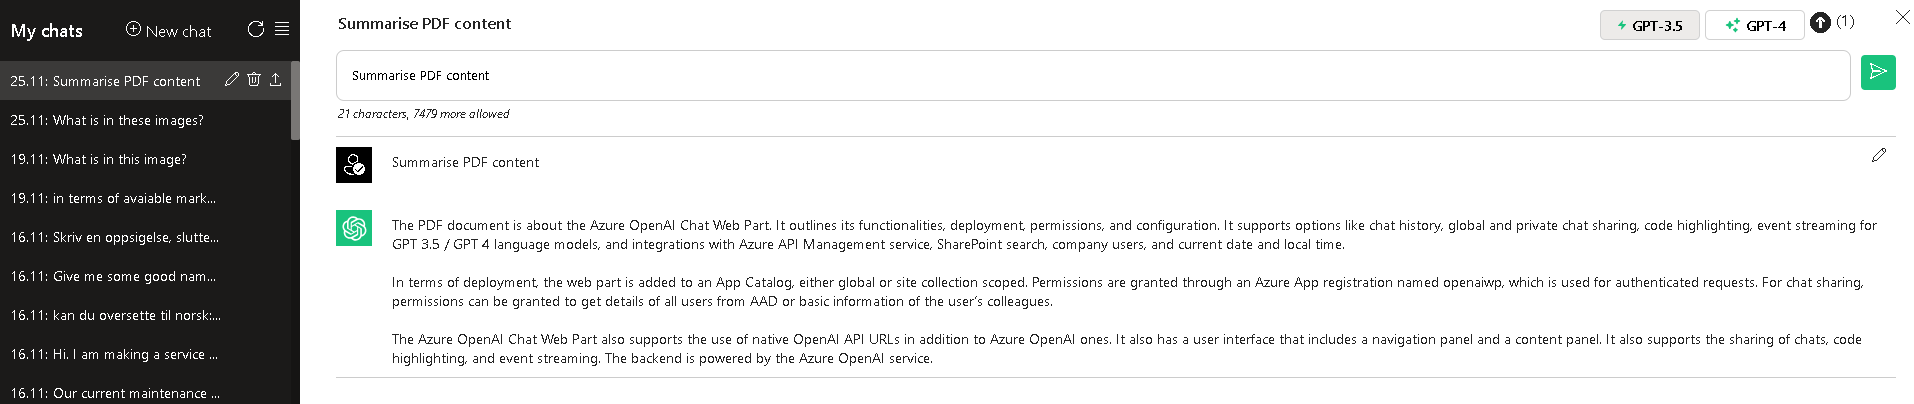 My chats
New chat
25.11: Summarise PDF content
25.11: What is in these images?
19.11: What is in this image?
19.11: in terms of avaiable mark...
16.11: Skriv en oppsigelse, slutte...
16.11: Give me some good nam...
16.11: kan du oversette til norsk:...
16.11: Hi. I am making a service ...
16.11: Our current maintenance ...
Summarise PDF content
GPT-3.5
GPT-4
(1)
Summarise PDF content
21 characters, 7479 more allowed
Summarise PDF content
The PDF document is about the Azure OpenAI Chat Web Part. It outlines its functionalities, deployment, permissions, and configuration. It supports options like chat history, global and private chat sharing, code highlighting, event streaming for
GPT 3.5 / GPT 4 language models, and integrations with Azure API Management service, SharePoint search, company users, and current date and local time.
In terms of deployment, the web part is added to an App Catalog, either global or site collection scoped. Permissions are granted through an Azure App registration named openaiwp, which is used for authenticated requests. For chat sharing,
permissions can be granted to get details of all users from AAD or basic information of the user's colleagues.
The Azure OpenAI Chat Web Part also supports the use of native OpenAI API URLs in addition to Azure OpenAI ones. It also has a user interface that includes a navigation panel and a content panel. It also supports the sharing of chats, code
highlighting, and event streaming. The backend is powered by the Azure OpenAI service.